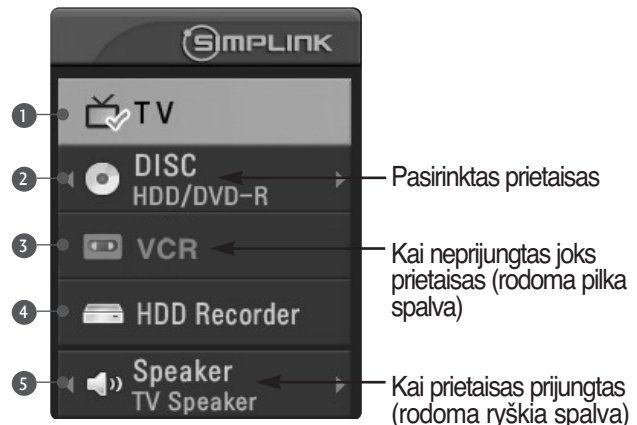 SIMPLINK
1 TV
2 DISC
HDD/DVD-R
Pasirinktas prietaisas
3 VCR
Kai neprijungtas joks
prietaisas (rodoma pilka
spalva)
4 HDD Recorder
5 Speaker
TV Speaker
Kai prietaisas prijungtas
(rodoma ryškia spalva)